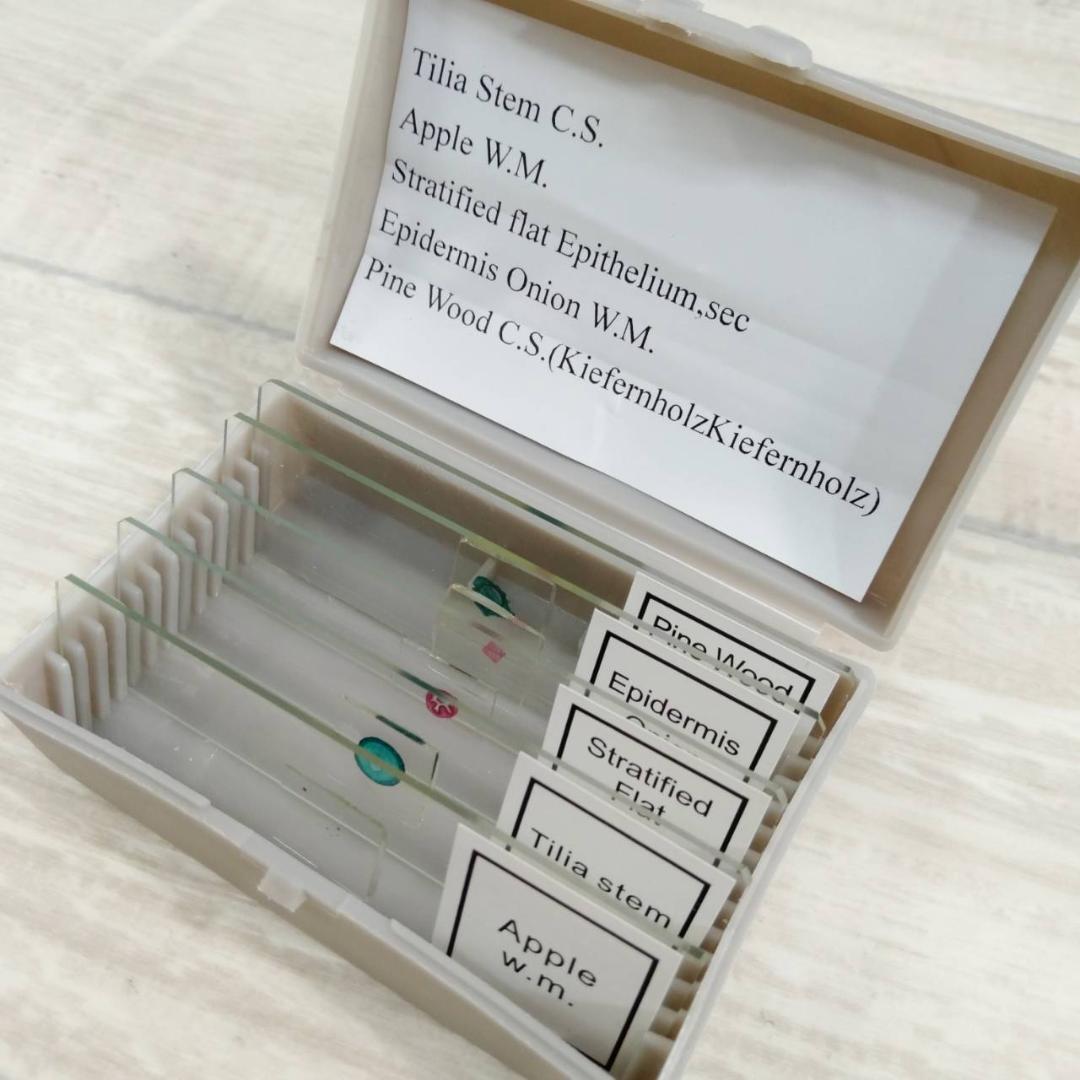 Tilia Stem C.S.
Apple W.M.
Stratified flat Epithelium,sec
Epidermis Onion W.M.
Pine Wood C.S.(KiefernholzKiefernholz)
Pine Wood
Epidermis
Stratified
Flat
Tilia stem
Apple
w.m.